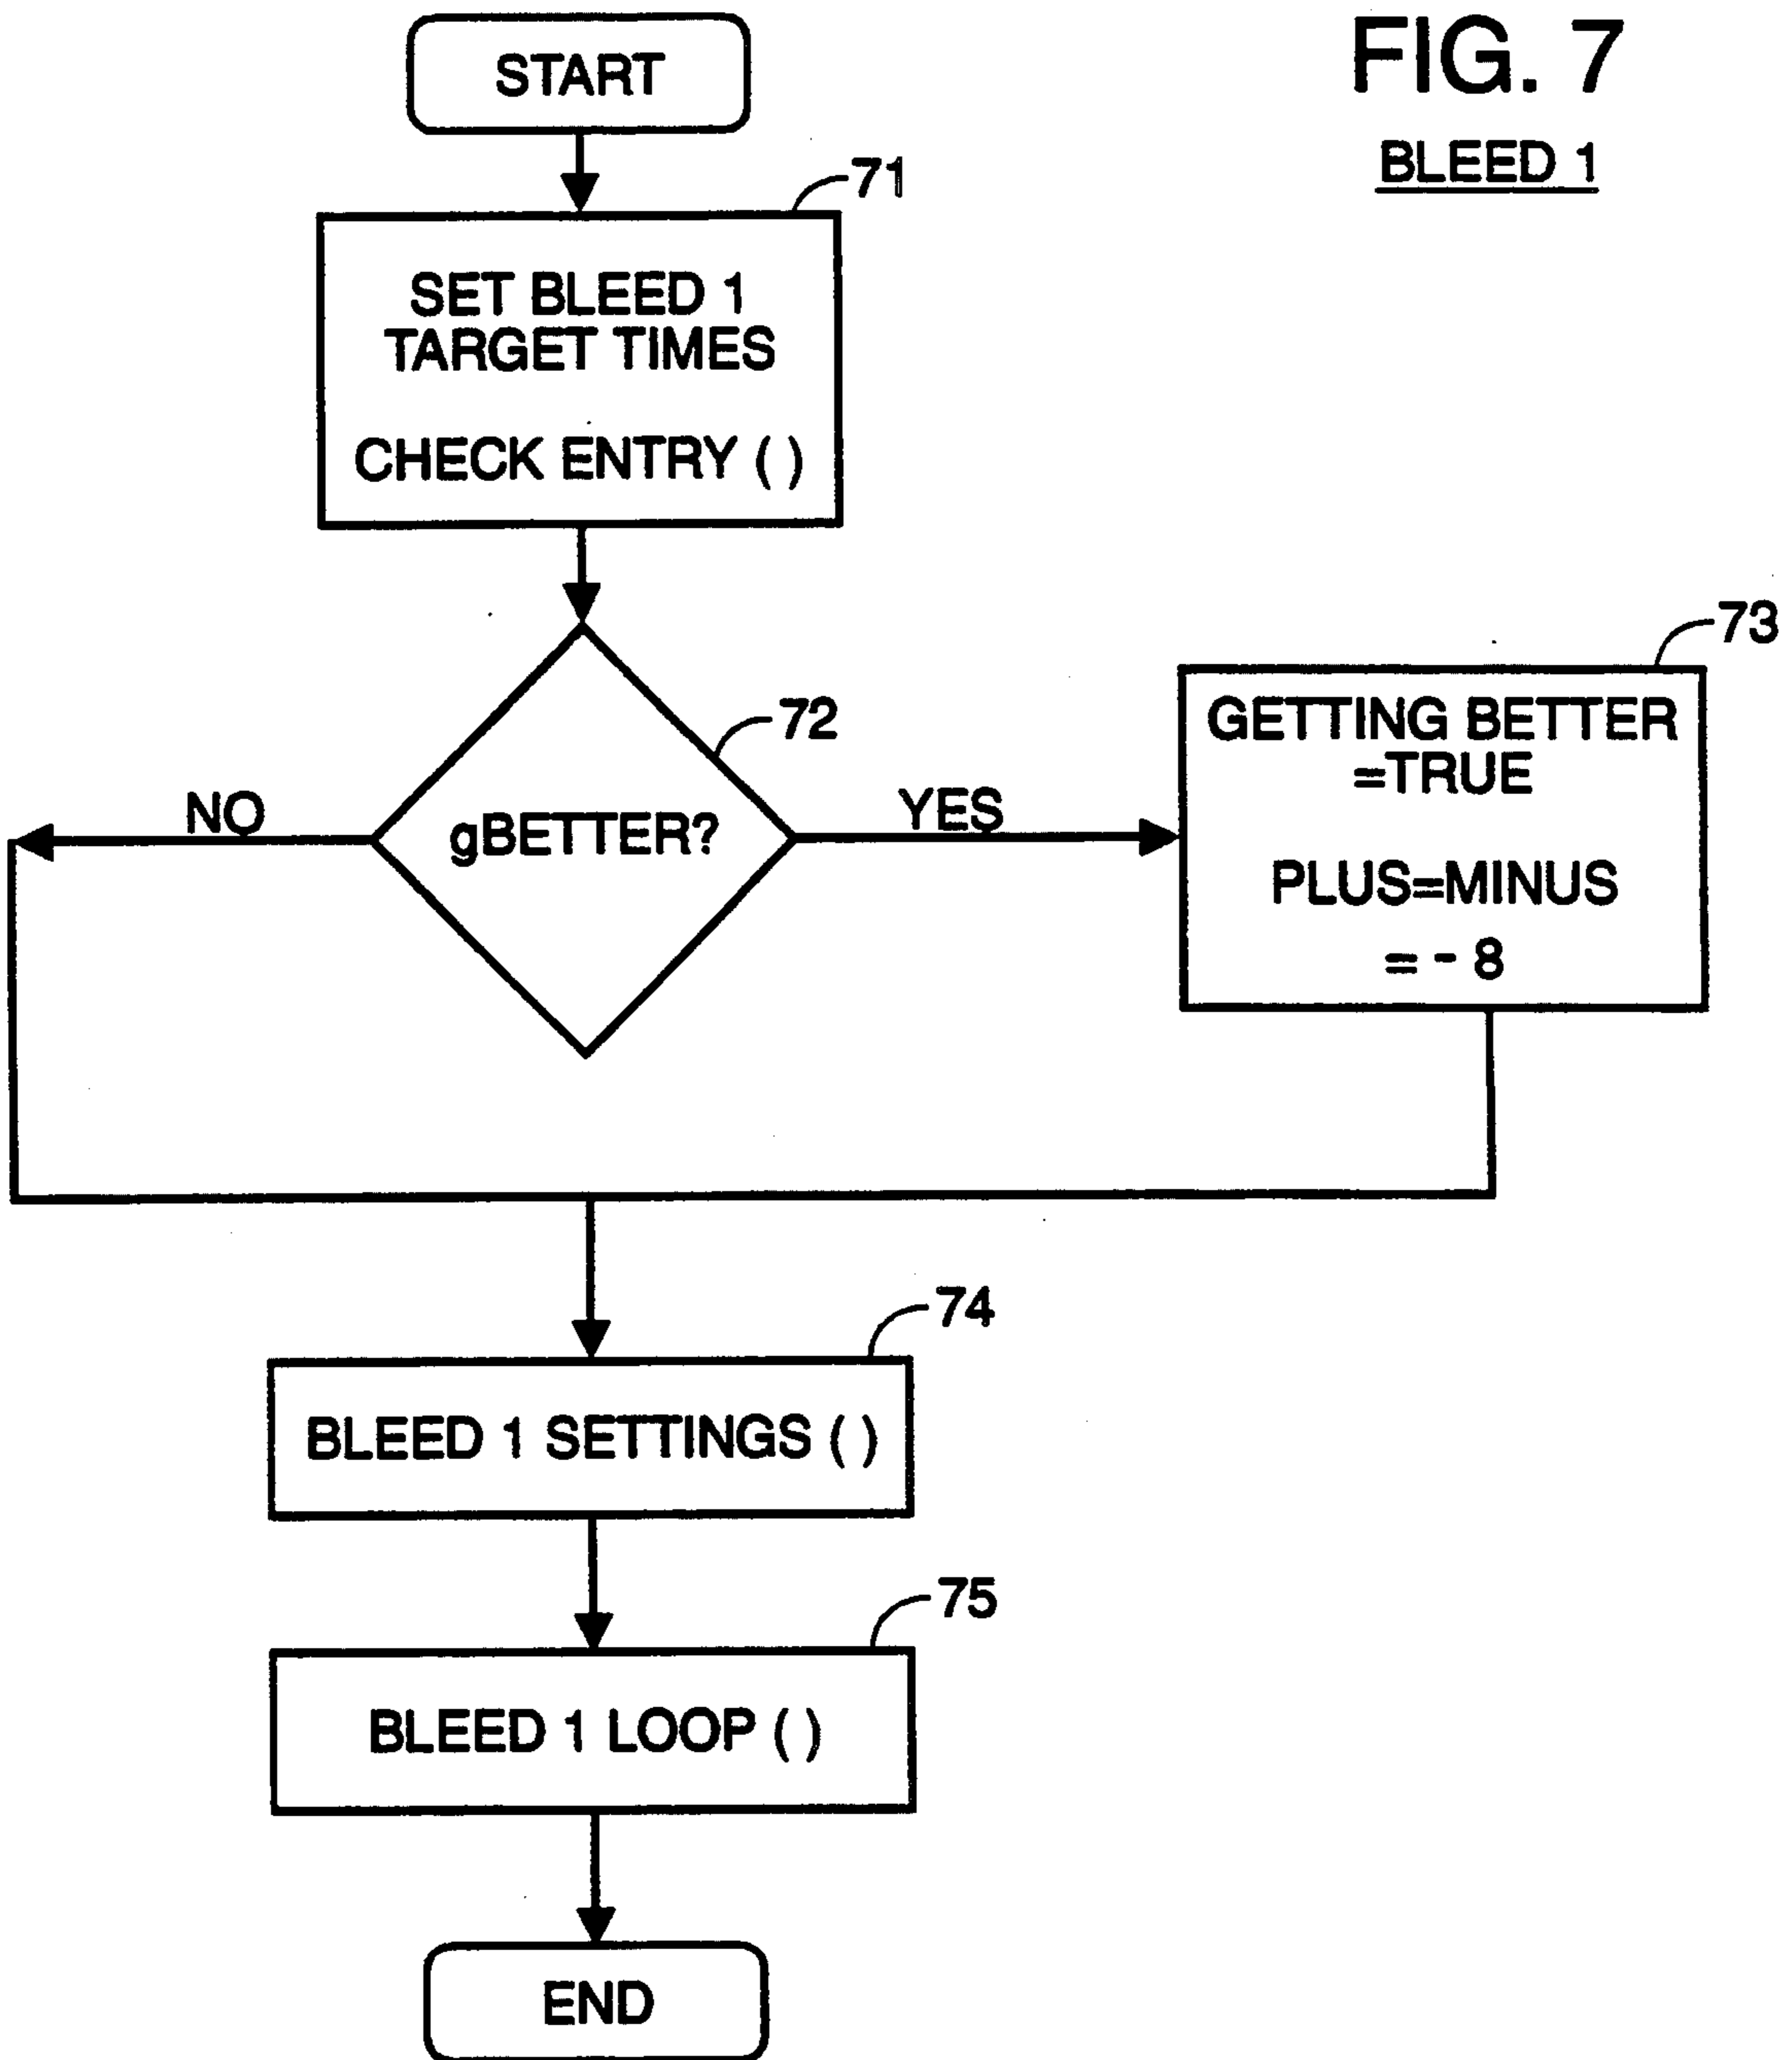 FIG. 7
BLEED 1
START
71
SET BLEED 1
TARGET TIMES
CHECK ENTRY ( )
72
gBETTER?
NO
YES
73
GETTING BETTER
=TRUE
PLUS=MINUS
= - 8
74
BLEED 1 SETTINGS ( )
75
BLEED 1 LOOP ( )
END